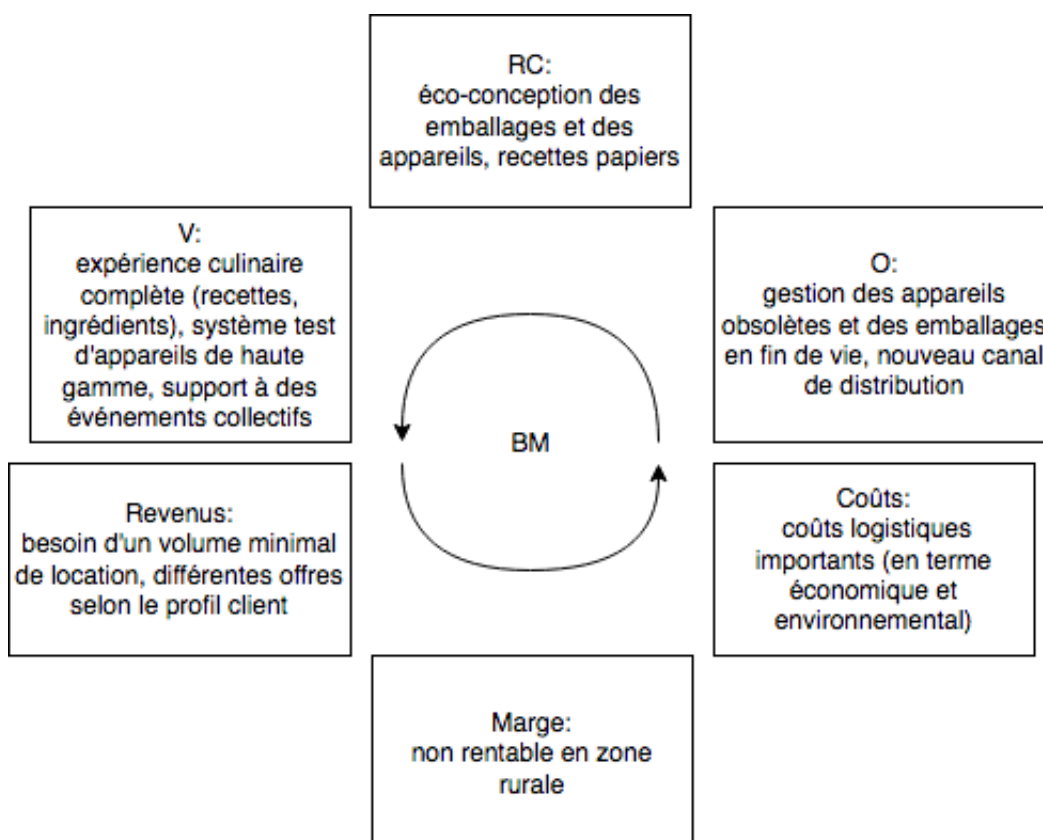 RC:
éco-conception des
emballages et des
appareils, recettes papiers
V:
expérience culinaire
complète (recettes,
ingrédients), système test
d'appareils de haute
gamme, support à des
événements collectifs
O:
gestion des appareils
obsolètes et des emballages
en fin de vie, nouveau canal
de distribution
BM
Revenus:
besoin d'un volume minimal
de location, différentes offres
selon le profil client
Coûts:
coûts logistiques
importants (en terme
économique et
environnemental)
Marge:
non rentable en zone
rurale